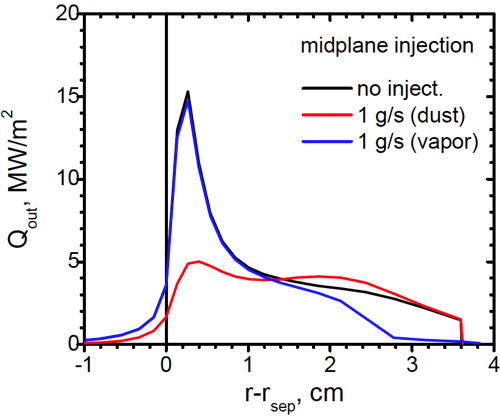 20
15
10
5
0
Q_out, MW/m^2
midplane injection
no inject.
1 g/s (dust)
1 g/s (vapor)
-1 0 1 2 3 4
r-r_sep, cm